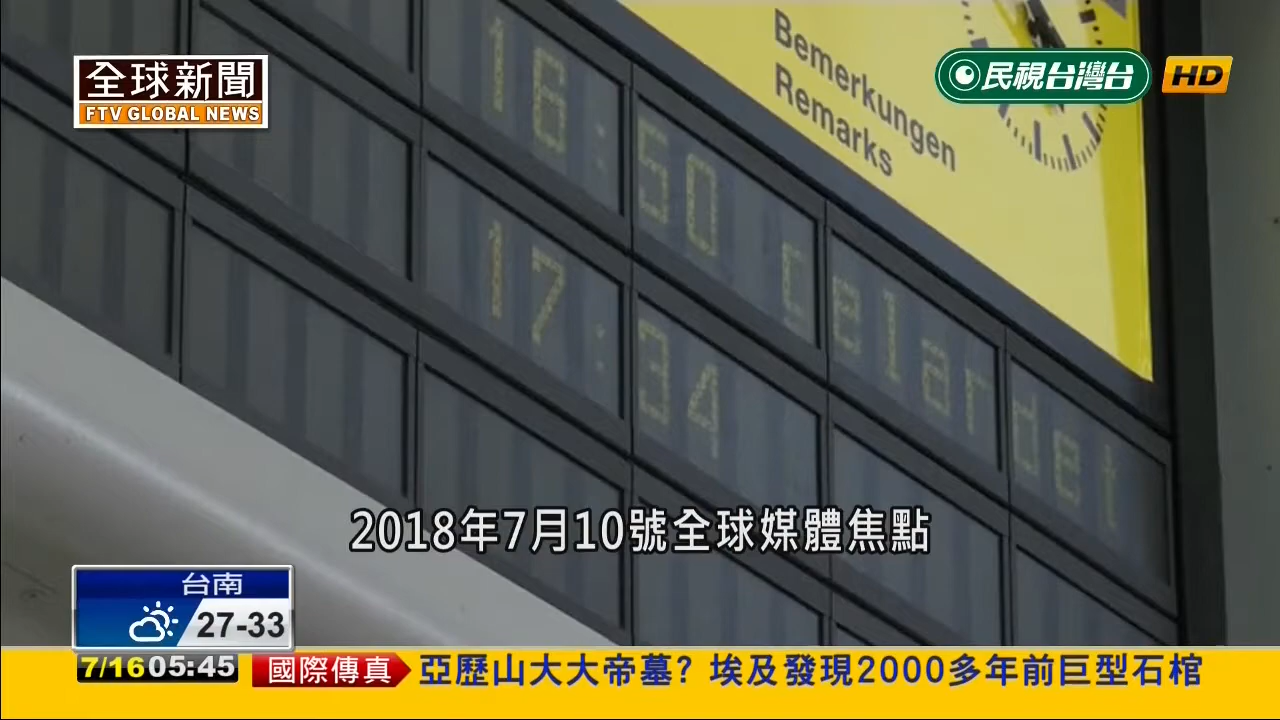 全球新聞
FTV GLOBAL NEWS
民視台灣台
HD
Bemerkungen
Remarks
16:50 Celardet
17:34
2018年7月10號全球媒體焦點
台南
27-33
7/16 05:45
國際傳真
亞歷山大大帝墓? 埃及發現2000多年前巨型石棺